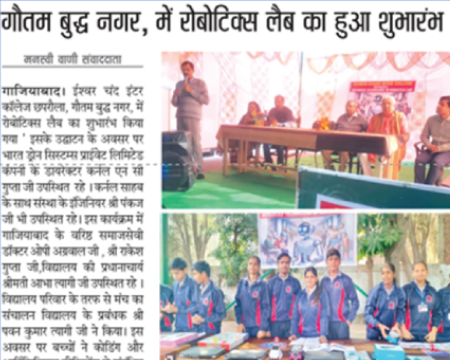 गौतम बुद्ध नगर, में रोबोटिक्स लैब का हुआ शुभारंभ
मनस्वी वाणी संवाददाता
गाजियाबाद। ईश्वर चंद इंटर
कॉलेज छपरौला, गौतम बुद्ध नगर, में
रोबोटिक्स लैब का शुभारंभ किया
गया ' इसके उद्घाटन के अवसर पर
भारत ड्रोन सिस्टम्स प्राईवेट लिमिटेड
कंपनी के डायरेक्टर कर्नल एन सी
गुप्ता जी उपस्थित रहे । कर्नल साहब
के साथ संस्था के इंजिनियर श्री पंकज
जी भी उपस्थित रहे। इस कार्यक्रम में
गाजियाबाद के वरिष्ठ समाजसेवी
डॉक्टर ओपी अग्रवाल जी , श्री राकेश
गुप्ता जी,विद्यालय की प्रधानाचार्य
श्रीमती आभा त्यागी जी उपस्थित रहे ।
विद्यालय परिवार के तरफ से मंच का
संचालन विद्यालय के प्रबंधक श्री
पवन कुमार त्यागी जी ने किया। इस
अवसर पर बच्चों ने कोडिंग और